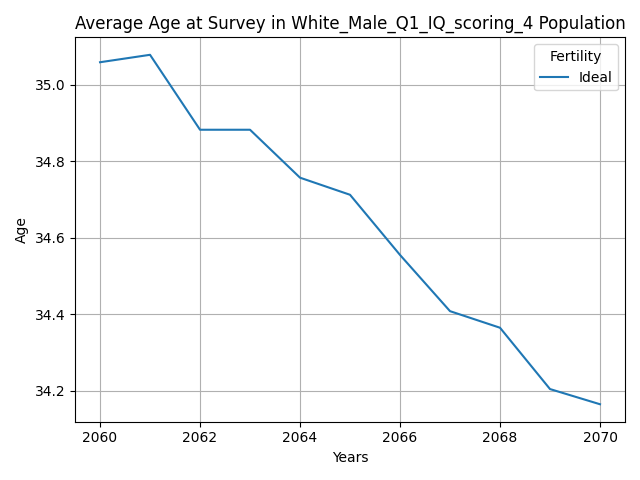 Average Age at Survey in White_Male_Q1_IQ_scoring_4 Population
Fertility
Ideal
35.0
34.8
34.6
34.4
34.2
Age
2060 2062 2064 2066 2068 2070
Years